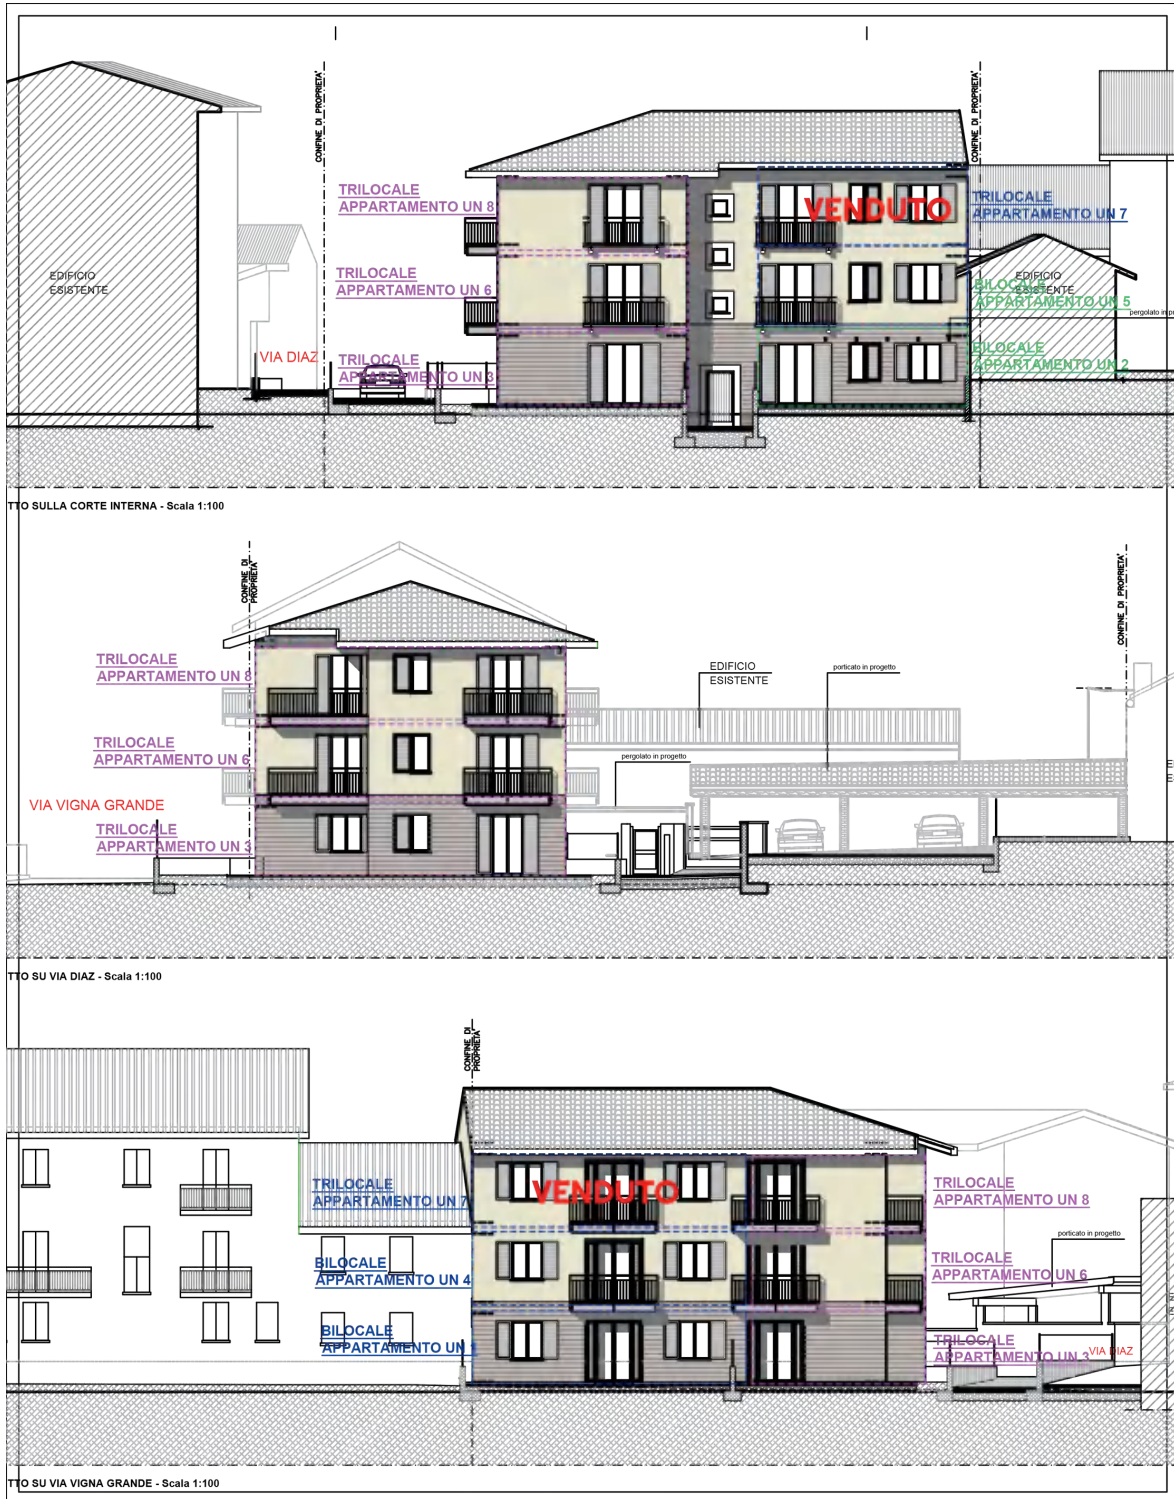 CONFINE DI PROPRIETA'
CONFINE DI PROPRIETA'
TRILOCALE
APPARTAMENTO UN 8
VENDUTO
TRILOCALE
APPARTAMENTO UN 7
EDIFICIO
ESISTENTE
TRILOCALE
APPARTAMENTO UN 6
EDIFICIO
ESISTENTE
BILOCALE
APPARTAMENTO UN 5
pergolato in
VIA DIAZ
TRILOCALE
APPARTAMENTO UN 3
BILOCALE
APPARTAMENTO UN 2
TTO SULLA CORTE INTERNA - Scala 1:100
CONFINE DI
PROPRIETA'
CONFINE DI PROPRIETA'
TRILOCALE
APPARTAMENTO UN 8
EDIFICIO
ESISTENTE
porticato in progetto
TRILOCALE
APPARTAMENTO UN 6
pergolato in progetto
VIA VIGNA GRANDE
TRILOCALE
APPARTAMENTO UN 3
TTO SU VIA DIAZ - Scala 1:100
CONFINE DI
PROPRIETA'
TRILOCALE
APPARTAMENTO UN 7
VENDUTO
TRILOCALE
APPARTAMENTO UN 8
porticato in progetto
BILOCALE
APPARTAMENTO UN 4
TRILOCALE
APPARTAMENTO UN 6
BILOCALE
APPARTAMENTO UN 1
TRILOCALE
APPARTAMENTO UN 3
VIA DIAZ
TTO SU VIA VIGNA GRANDE - Scala 1:100